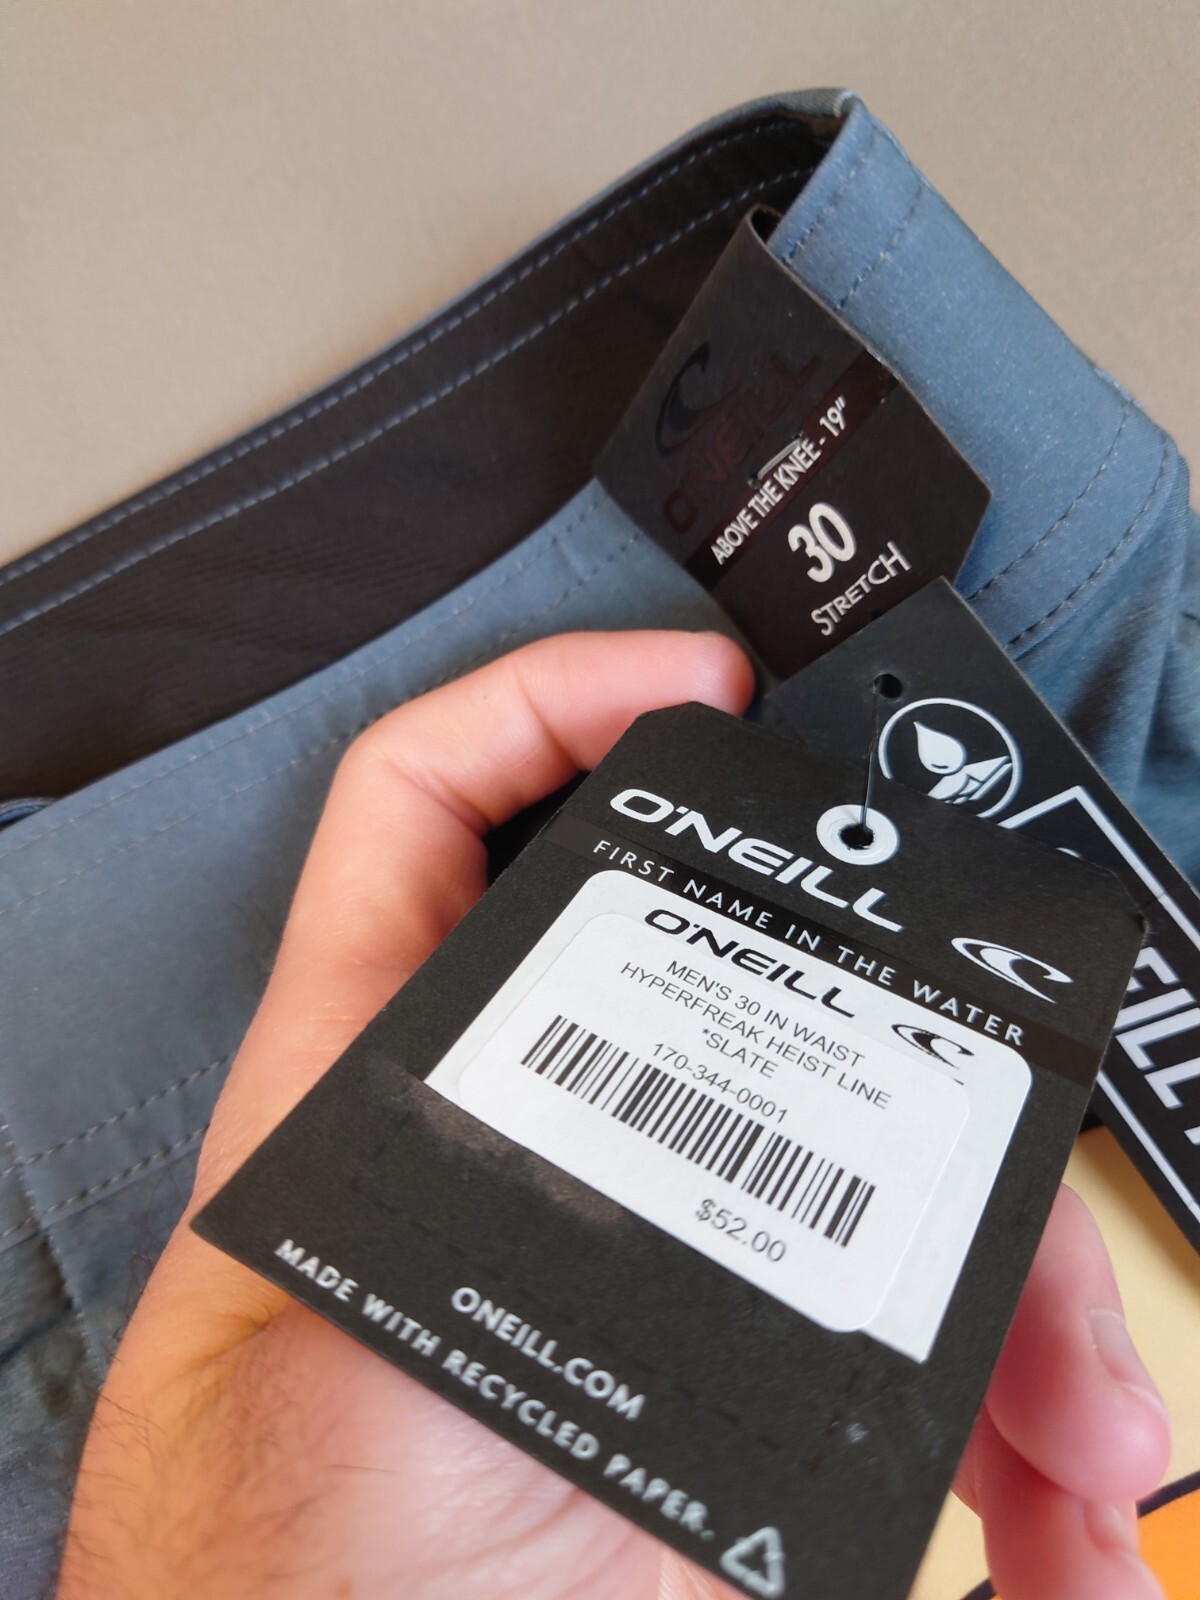 O'NEILL
ABOVE THE KNEE - 19"
30
STRETCH
O'NEILL
FIRST NAME IN THE WATER
O'NEILL
MEN'S 30 IN WAIST
HYPERFREAK HEIST LINE
*SLATE
170-344-0001
$52.00
ONEILL.COM
MADE WITH RECYCLED PAPER.